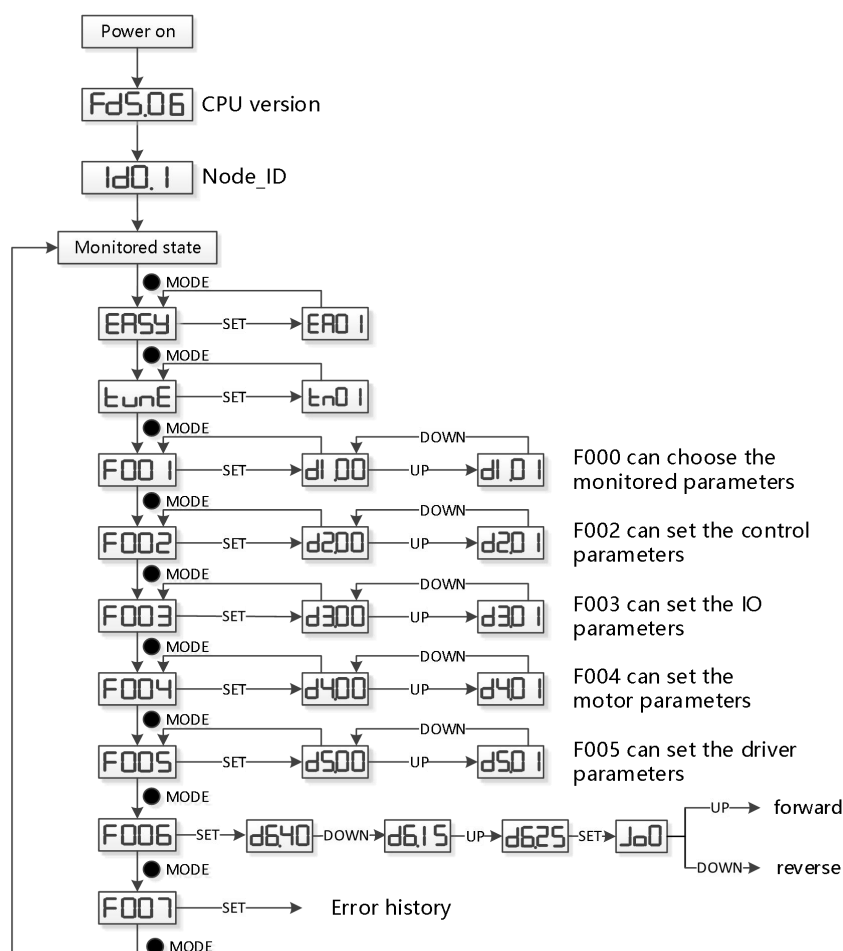 Power on
Fd5.06 CPU version
Id0.1 Node_ID
Monitored state
MODE
EASY SET EA01
MODE
tunE SET tn01
MODE
DOWN
F001 SET d1.00 UP d1.01
F000 can choose the
monitored parameters
MODE
DOWN
F002 SET d2.00 UP d2.01
F002 can set the control
parameters
MODE
DOWN
F003 SET d3.00 UP d3.01
F003 can set the IO
parameters
MODE
DOWN
F004 SET d4.00 UP d4.01
F004 can set the
motor parameters
MODE
DOWN
F005 SET d5.00 UP d5.01
F005 can set the driver
parameters
MODE
UP forward
F006 SET d6.40 DOWN d6.15 UP d6.25 SET Jo0
DOWN reverse
MODE
F007 SET Error history
MODE